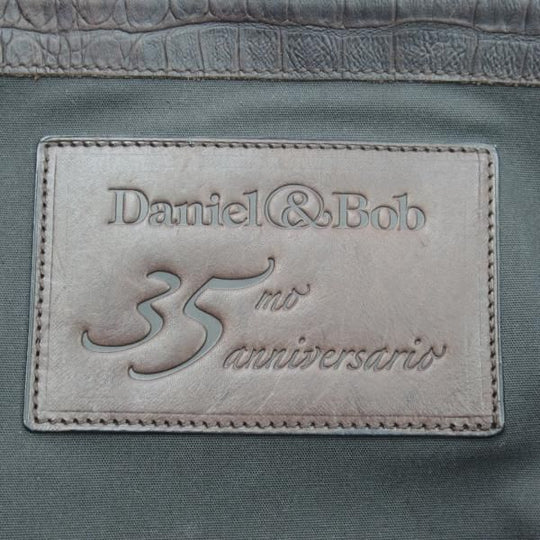 Daniel & Bob
35mo
anniversario